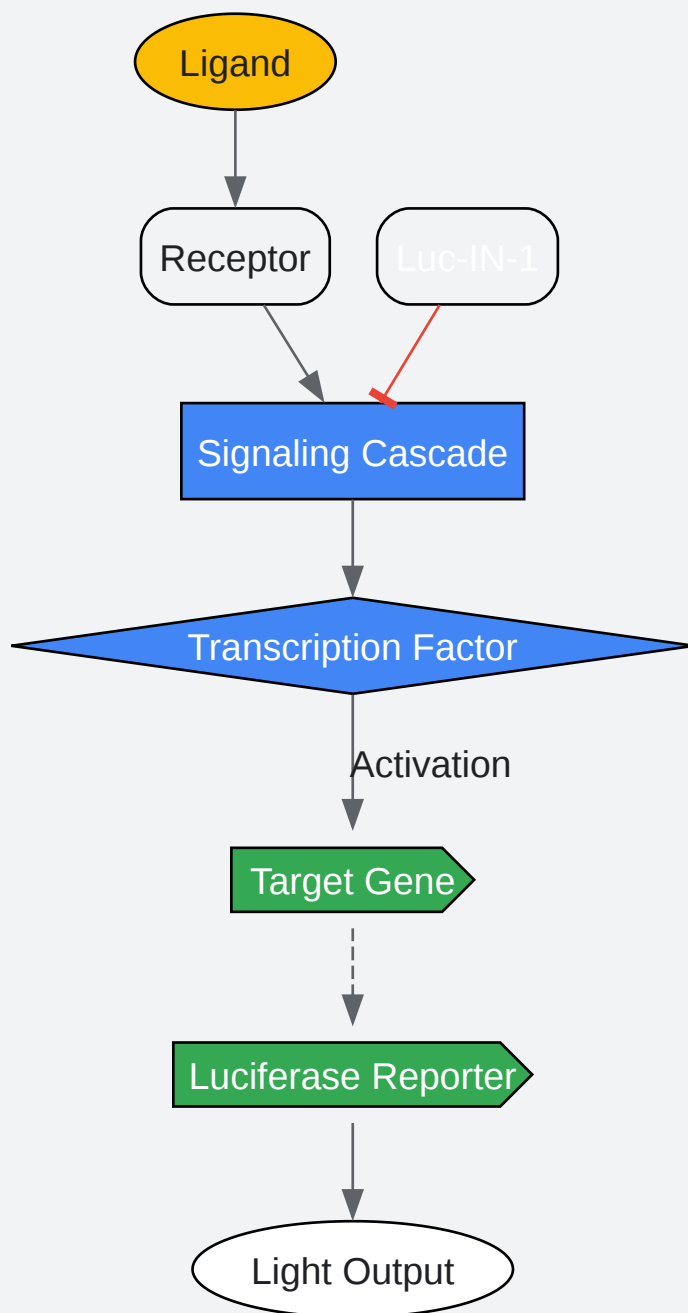 Ligand
Receptor
Luc-IN-1
Signaling Cascade
Transcription Factor
Activation
Target Gene
Luciferase Reporter
Light Output